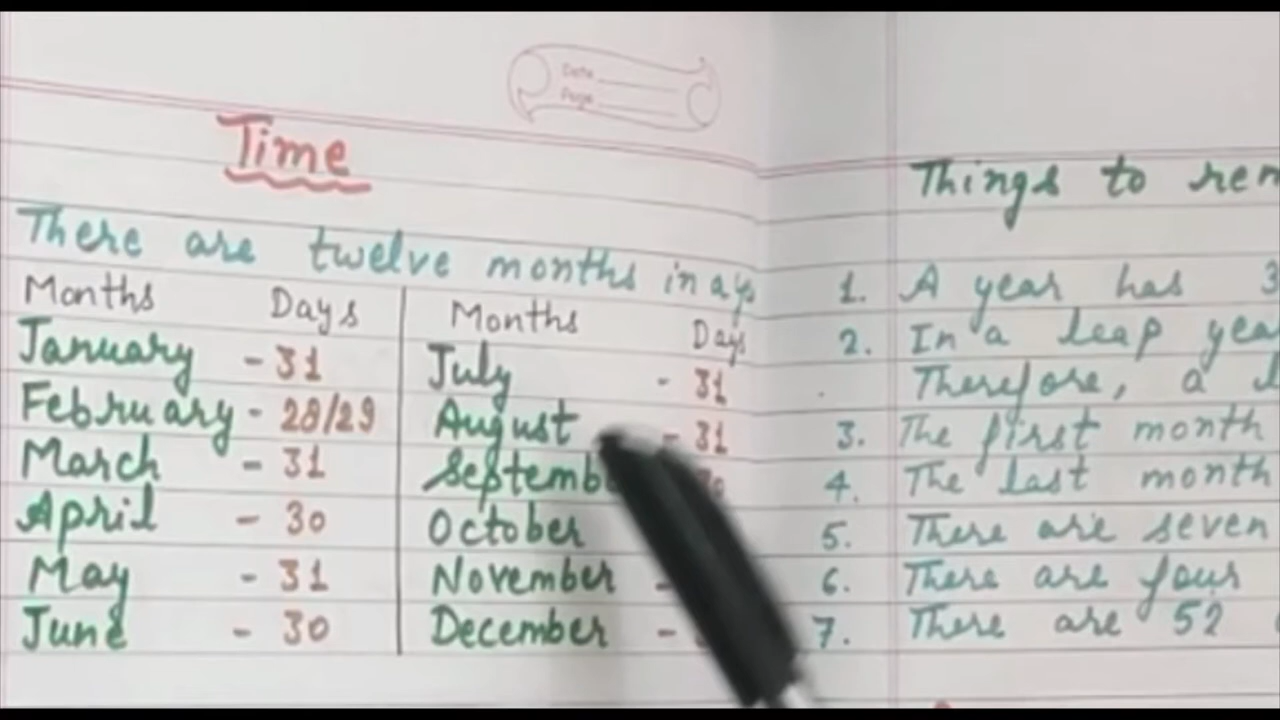 Date
Page
Time
There are twelve months in a y
Months Days
January - 31
February - 28/29
March - 31
April - 30
May - 31
June - 30
Months Days
July - 31
August - 31
Septemb
October
November -
December -
Things to rem
1. A year has 3
2. In a leap yea
Therefore, a
3. The first month
4. The last month
5. There are seven
6. There are four
7. There are 52